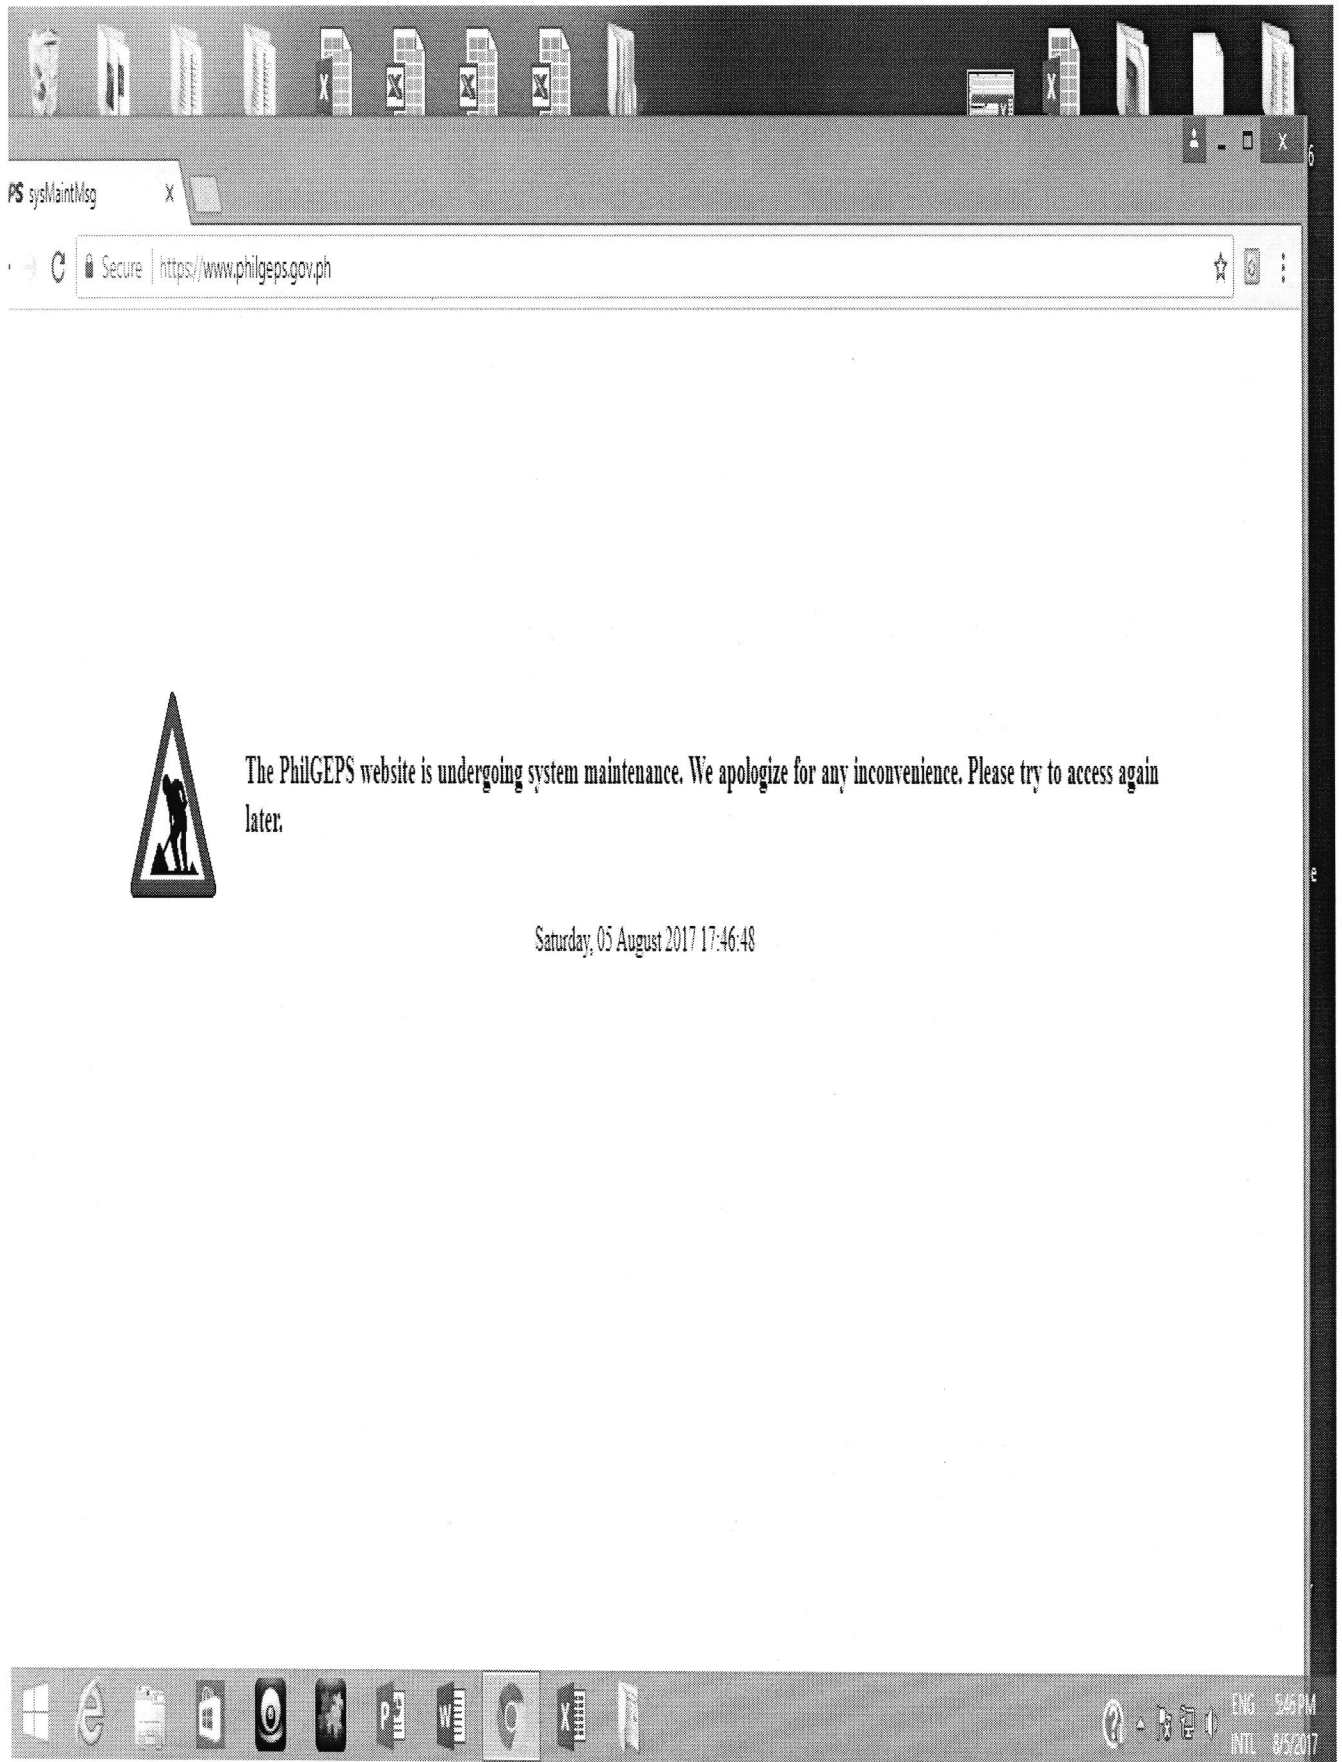 PS sysMaintMsg
Secure | https://www.philgeps.gov.ph
The PhilGEPS website is undergoing system maintenance. We apologize for any inconvenience. Please try to access again
later.
Saturday, 05 August 2017 17:46:48
ENG 5:46 PM
INTL 8/5/2017